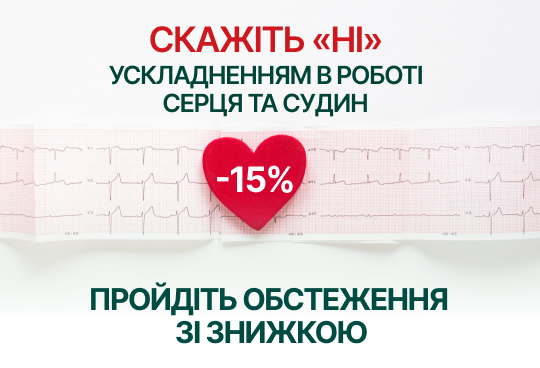 СКАЖІТЬ «НІ»
УСКЛАДНЕННЯМ В РОБОТІ
СЕРЦЯ ТА СУДИН
-15%
ПРОЙДІТЬ ОБСТЕЖЕННЯ
ЗІ ЗНИЖКОЮ